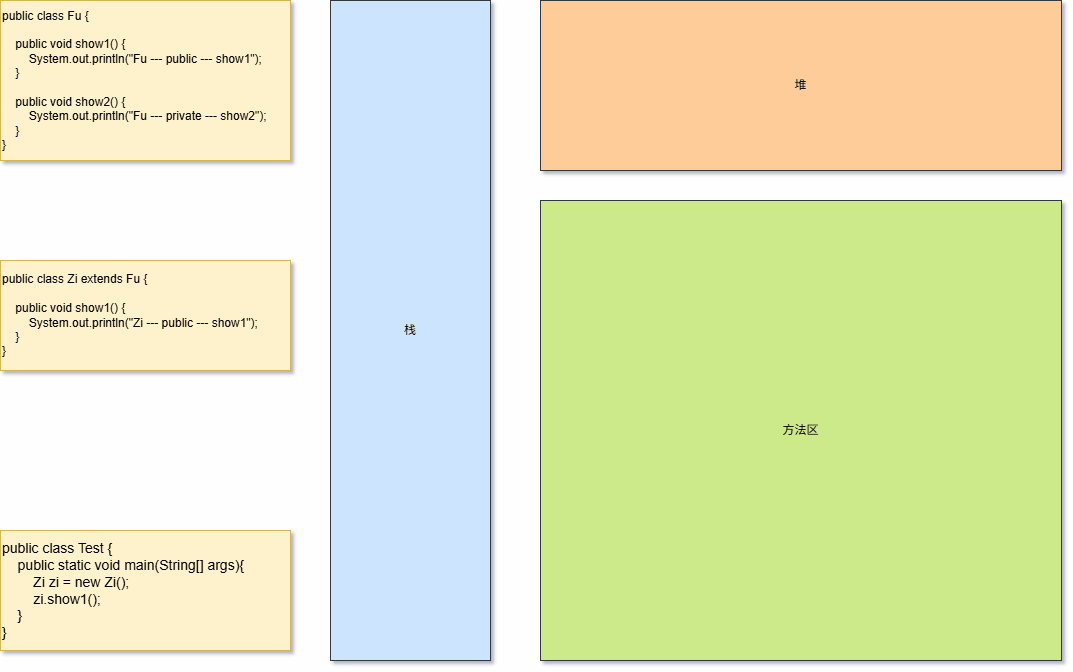 public class Fu {
public void show1() {
System.out.println("Fu --- public --- show1");
}
public void show2() {
System.out.println("Fu --- private --- show2");
}
}
public class Zi extends Fu {
public void show1() {
System.out.println("Zi --- public --- show1");
}
}
public class Test {
public static void main(String[] args){
Zi zi = new Zi();
zi.show1();
}
}
栈
堆
方法区